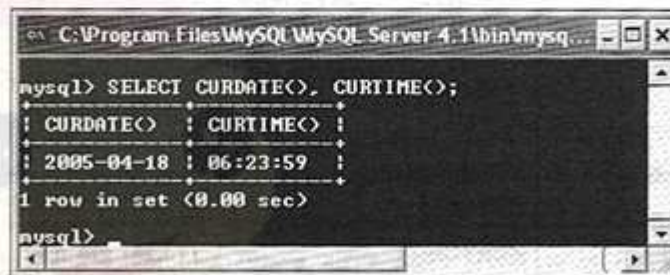 C:\Program Files\MySQL\MySQL Server 4.1\bin\mysq...
mysql> SELECT CURDATE(), CURTIME();
+------------+-----------+
| CURDATE() | CURTIME() |
+------------+-----------+
| 2005-04-18 | 06:23:59 |
+------------+-----------+
1 row in set (0.00 sec)
mysql> _